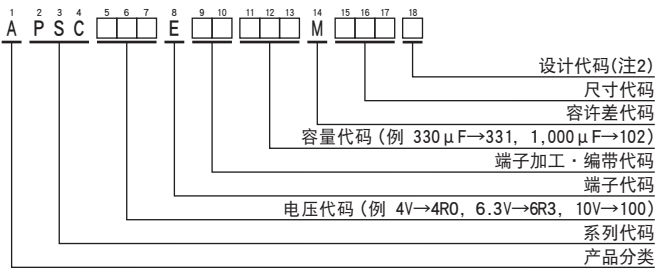 1 2 3 4 5 6 7 8 9 10 11 12 13 14 15 16 17 18
A PSC □□□ E □□ □□□ M □□□ □
设计代码(注2)
尺寸代码
容许差代码
容量代码(例 330μF→331, 1,000μF→102)
端子加工·编带代码
端子代码
电压代码(例 4V→4R0, 6.3V→6R3, 10V→100)
系列代码
产品分类